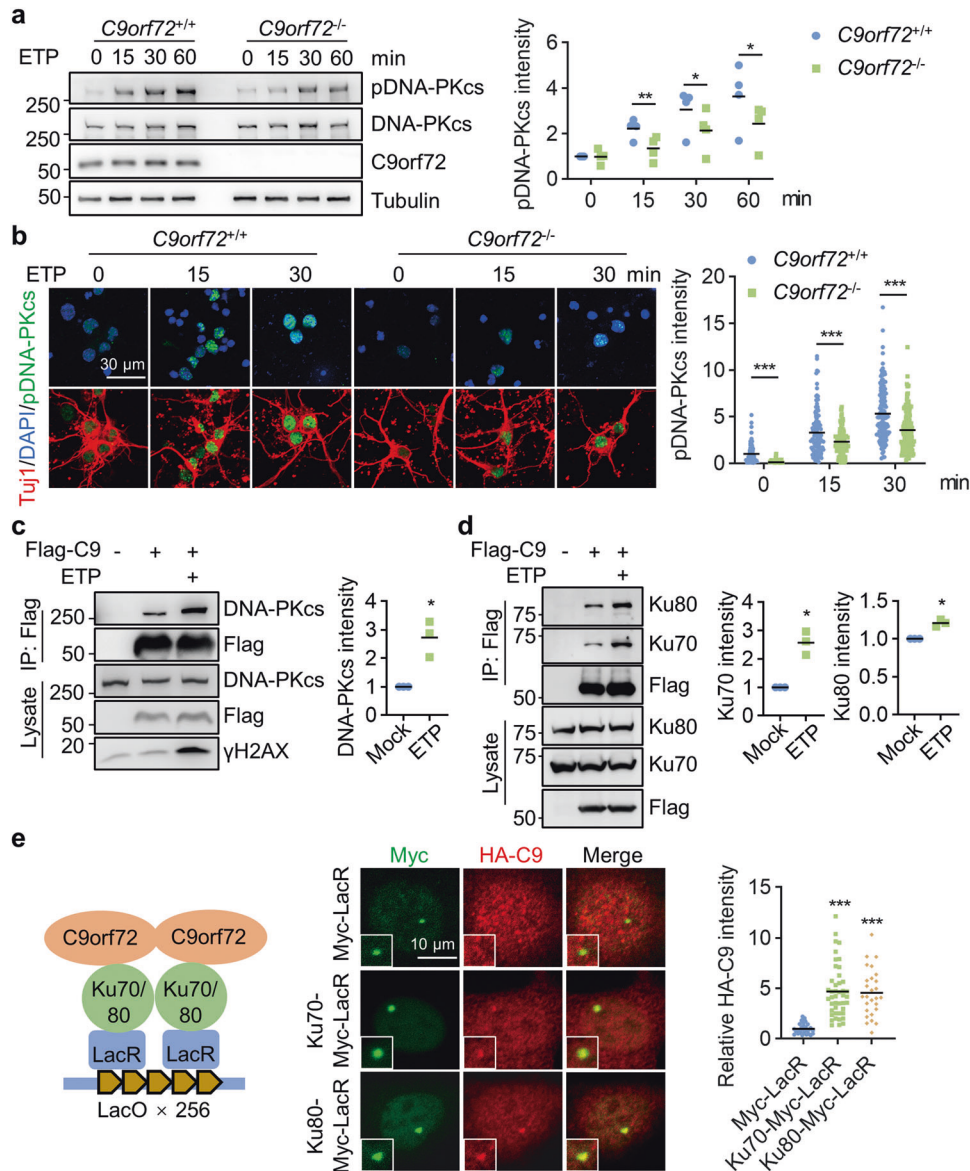 a
C9orf72+/+ C9orf72-/-
ETP 0 15 30 60 0 15 30 60 min
250 pDNA-PKcs
250 DNA-PKcs
50 C9orf72
50 Tubulin
pDNA-PKcs intensity
6
4
2
0
** * *
0 15 30 60 min
C9orf72+/+
C9orf72-/-
b
C9orf72+/+ C9orf72-/-
ETP 0 15 30 0 15 30 min
Tuj1/DAPI/pDNA-PKcs
30 μm
pDNA-PKcs intensity
20
15
10
5
0
*** *** ***
0 15 30 min
C9orf72+/+
C9orf72-/-
c
Flag-C9 - + +
ETP +
IP: Flag
250 DNA-PKcs
50 Flag
Lysate
250 DNA-PKcs
50 Flag
20 γH2AX
DNA-PKcs intensity
4
3
2
1
0
*
Mock
ETP
d
Flag-C9 - + +
ETP +
IP: Flag
75 Ku80
75 Ku70
50 Flag
Lysate
75 Ku80
75 Ku70
50 Flag
Ku70 intensity
4
3
2
1
0
*
Mock
ETP
Ku80 intensity
1.5
1.0
0.5
0.0
*
Mock
ETP
e
C9orf72 C9orf72
Ku70/ Ku70/
80 80
LacR LacR
LacO × 256
Myc HA-C9 Merge
Myc-LacR
10 μm
Ku70-
Myc-LacR
Ku80-
Myc-LacR
Relative HA-C9 intensity
15
10
5
0
*** ***
Myc-LacR
Ku70-Myc-LacR
Ku80-Myc-LacR